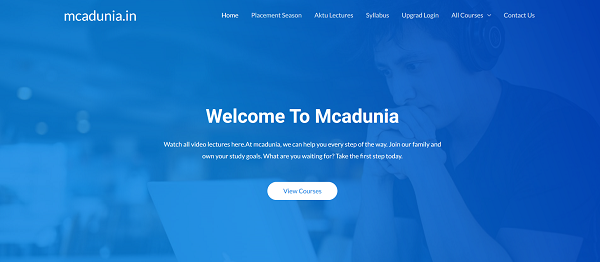 mcadunia.in
Home Placement Season Aktu Lectures Syllabus Upgrad Login All Courses Contact Us
Welcome To Mcadunia
Watch all video lectures here.At mcadunia, we can help you every step of the way. Join our family and
own your study goals. What are you waiting for? Take the first step today.
View Courses